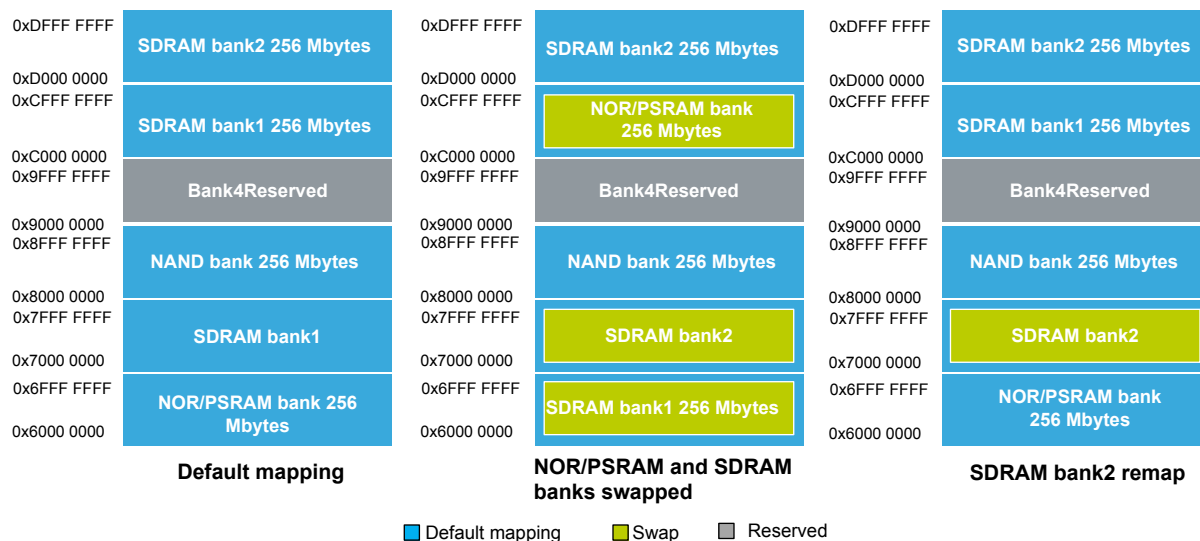 0xDFFF FFFF
SDRAM bank2 256 Mbytes
0xD000 0000
0xCFFF FFFF
SDRAM bank1 256 Mbytes
0xC000 0000
0x9FFF FFFF
Bank4Reserved
0x9000 0000
0x8FFF FFFF
NAND bank 256 Mbytes
0x8000 0000
0x7FFF FFFF
SDRAM bank1
0x7000 0000
0x6FFF FFFF
NOR/PSRAM bank 256
Mbytes
0x6000 0000
Default mapping
0xDFFF FFFF
SDRAM bank2 256 Mbytes
0xD000 0000
0xCFFF FFFF
NOR/PSRAM bank
256 Mbytes
0xC000 0000
0x9FFF FFFF
Bank4Reserved
0x9000 0000
0x8FFF FFFF
NAND bank 256 Mbytes
0x8000 0000
0x7FFF FFFF
SDRAM bank2
0x7000 0000
0x6FFF FFFF
SDRAM bank1 256 Mbytes
0x6000 0000
NOR/PSRAM and SDRAM
banks swapped
0xDFFF FFFF
SDRAM bank2 256 Mbytes
0xD000 0000
0xCFFF FFFF
SDRAM bank1 256 Mbytes
0xC000 0000
0x9FFF FFFF
Bank4Reserved
0x9000 0000
0x8FFF FFFF
NAND bank 256 Mbytes
0x8000 0000
0x7FFF FFFF
SDRAM bank2
0x7000 0000
0x6FFF FFFF
NOR/PSRAM bank
256 Mbytes
0x6000 0000
SDRAM bank2 remap
Default mapping
Swap
Reserved